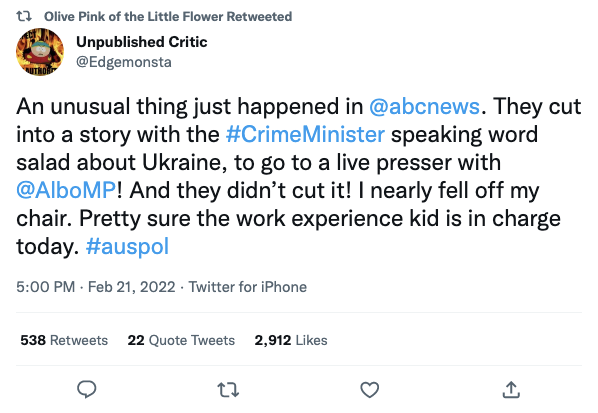 Olive Pink of the Little Flower Retweeted
Unpublished Critic
@Edgemonsta
An unusual thing just happened in @abcnews. They cut
into a story with the #CrimeMinister speaking word
salad about Ukraine, to go to a live presser with
@AlboMP! And they didn’t cut it! I nearly fell off my
chair. Pretty sure the work experience kid is in charge
today. #auspol
5:00 PM · Feb 21, 2022 · Twitter for iPhone
538 Retweets 22 Quote Tweets 2,912 Likes